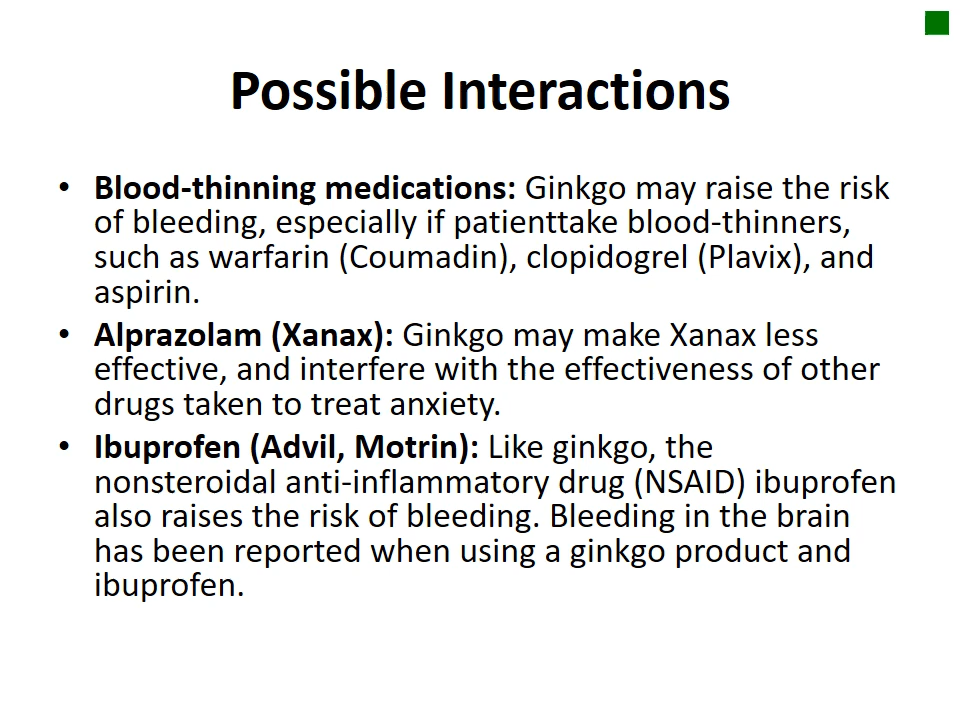 Possible Interactions
• Blood-thinning medications: Ginkgo may raise the risk
of bleeding, especially if patienttake blood-thinners,
such as warfarin (Coumadin), clopidogrel (Plavix), and
aspirin.
• Alprazolam (Xanax): Ginkgo may make Xanax less
effective, and interfere with the effectiveness of other
drugs taken to treat anxiety.
• Ibuprofen (Advil, Motrin): Like ginkgo, the
nonsteroidal anti-inflammatory drug (NSAID) ibuprofen
also raises the risk of bleeding. Bleeding in the brain
has been reported when using a ginkgo product and
ibuprofen.